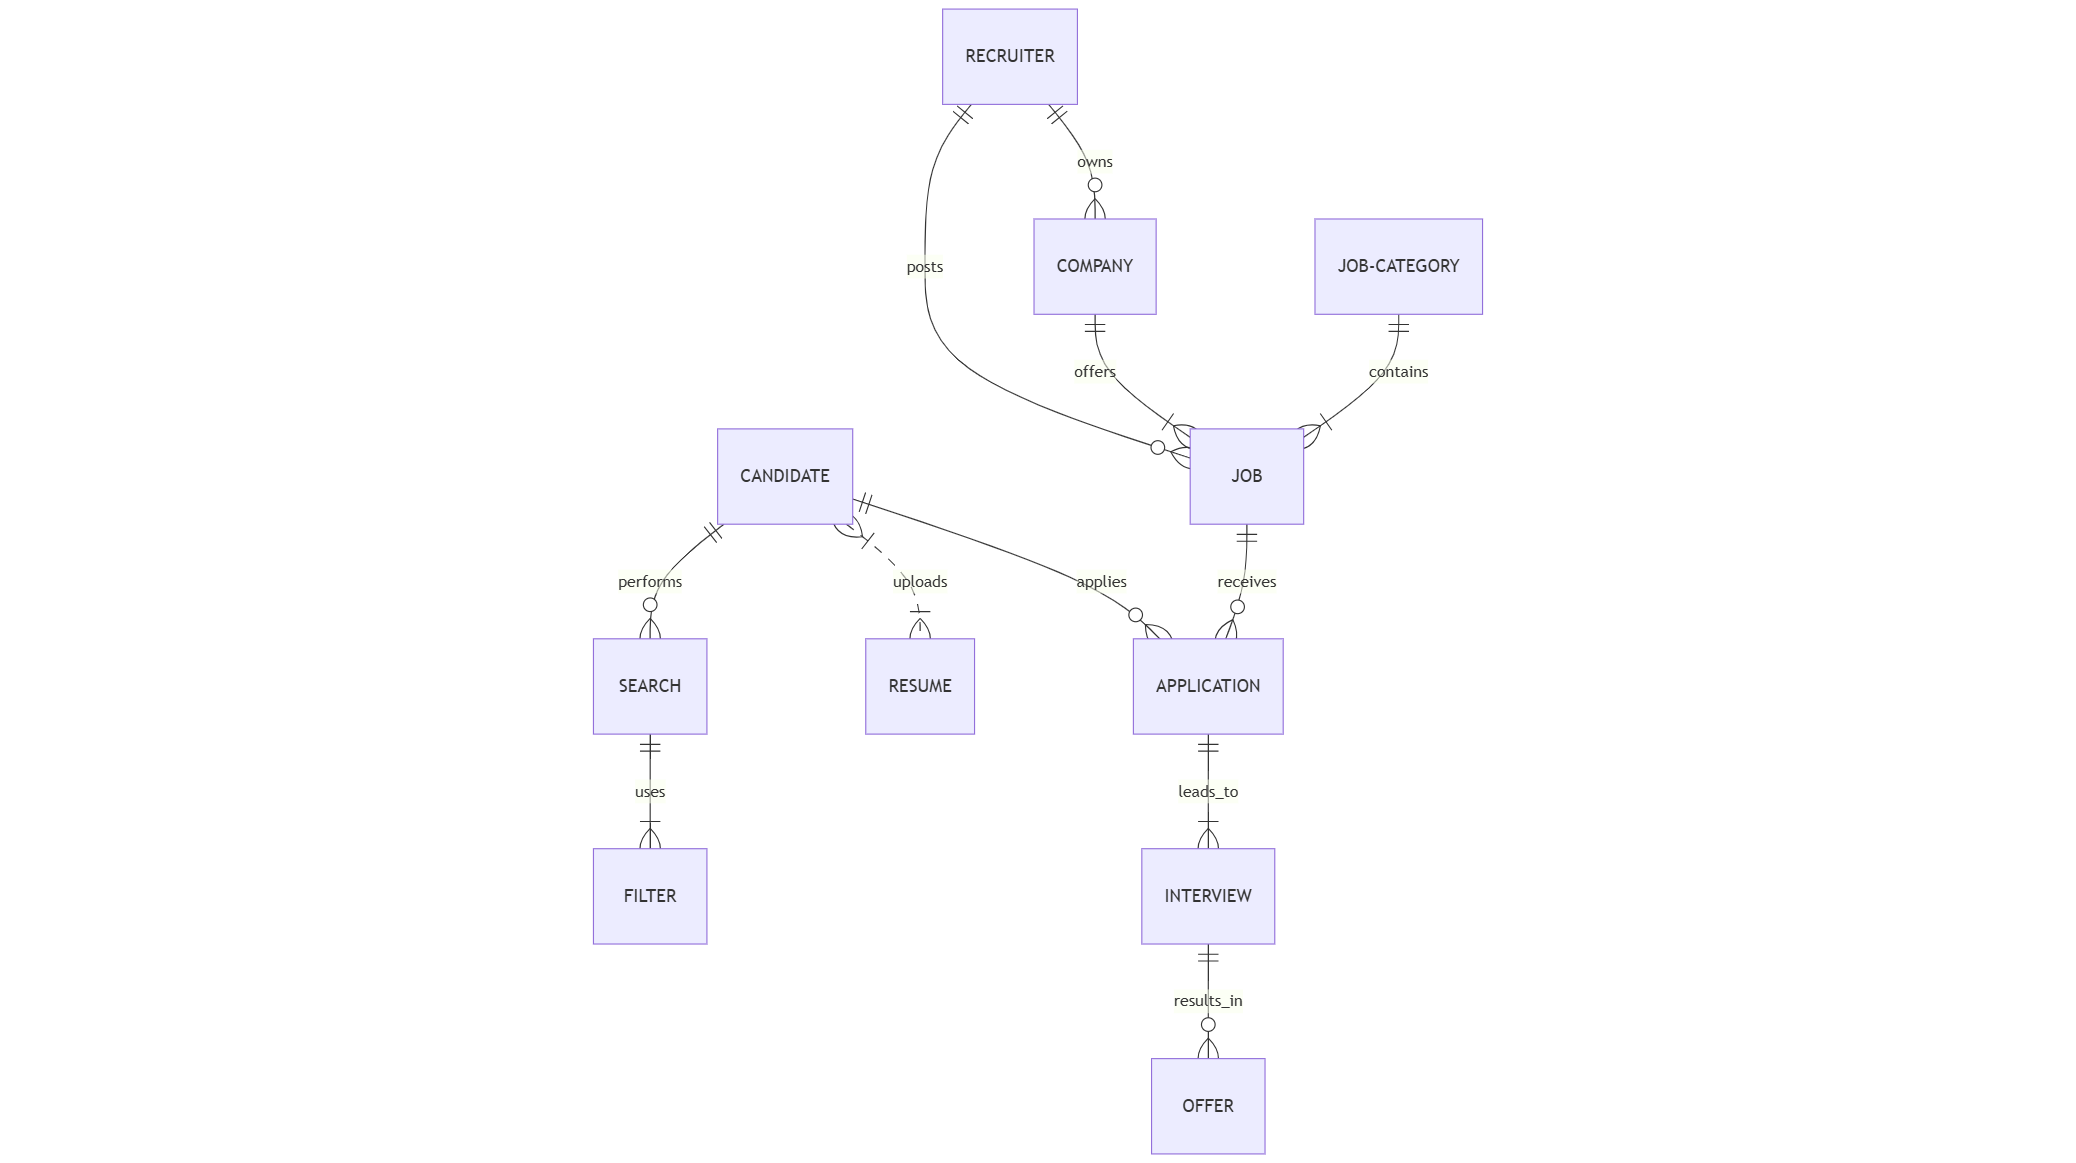 RECRUITER
owns
posts
COMPANY
JOB-CATEGORY
offers
contains
CANDIDATE
JOB
performs
uploads
applies
receives
SEARCH
RESUME
APPLICATION
uses
leads_to
FILTER
INTERVIEW
results_in
OFFER